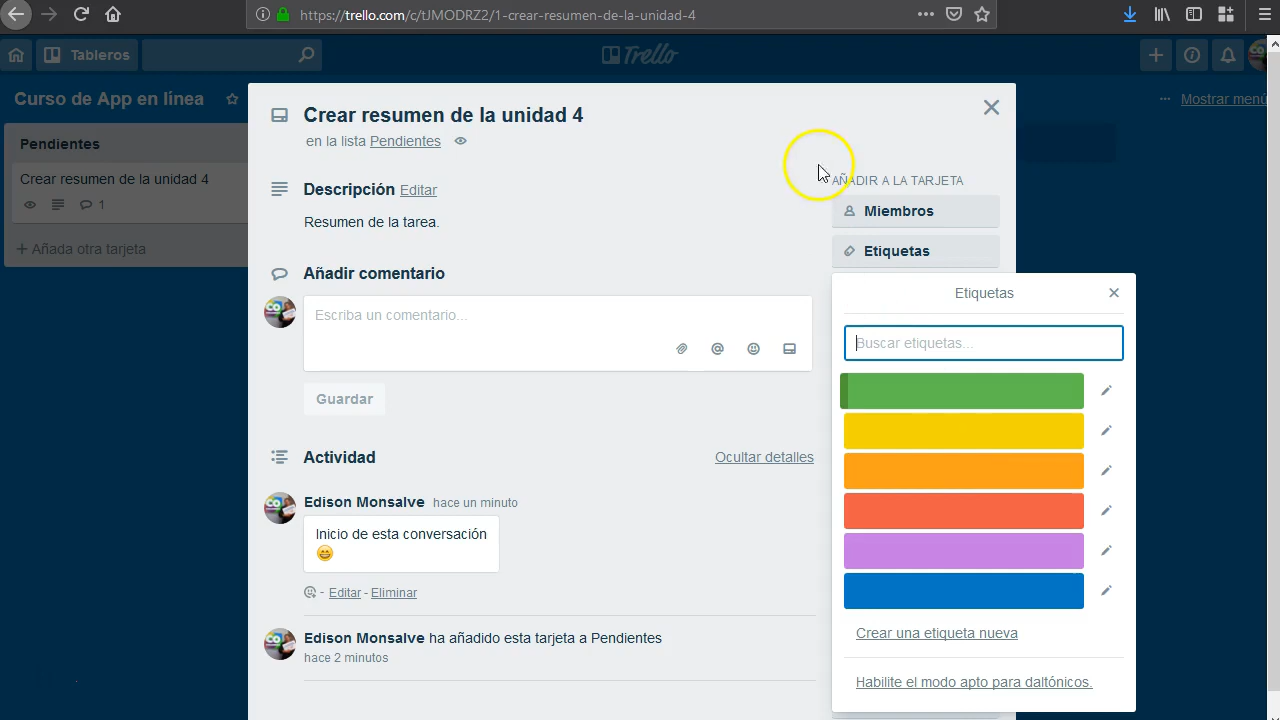 https://trello.com/c/tJMODRZ2/1-crear-resumen-de-la-unidad-4
Tableros
Trello
Curso de App en línea
Mostrar menú
Pendientes
Crear resumen de la unidad 4
1
+ Añada otra tarjeta
Crear resumen de la unidad 4
en la lista Pendientes
Descripción Editar
Resumen de la tarea.
Añadir comentario
Escriba un comentario...
Guardar
Actividad
Ocultar detalles
Edison Monsalve hace un minuto
Inicio de esta conversación
- Editar - Eliminar
Edison Monsalve ha añadido esta tarjeta a Pendientes
hace 2 minutos
AÑADIR A LA TARJETA
Miembros
Etiquetas
Etiquetas
Buscar etiquetas...
Crear una etiqueta nueva
Habilite el modo apto para daltónicos.